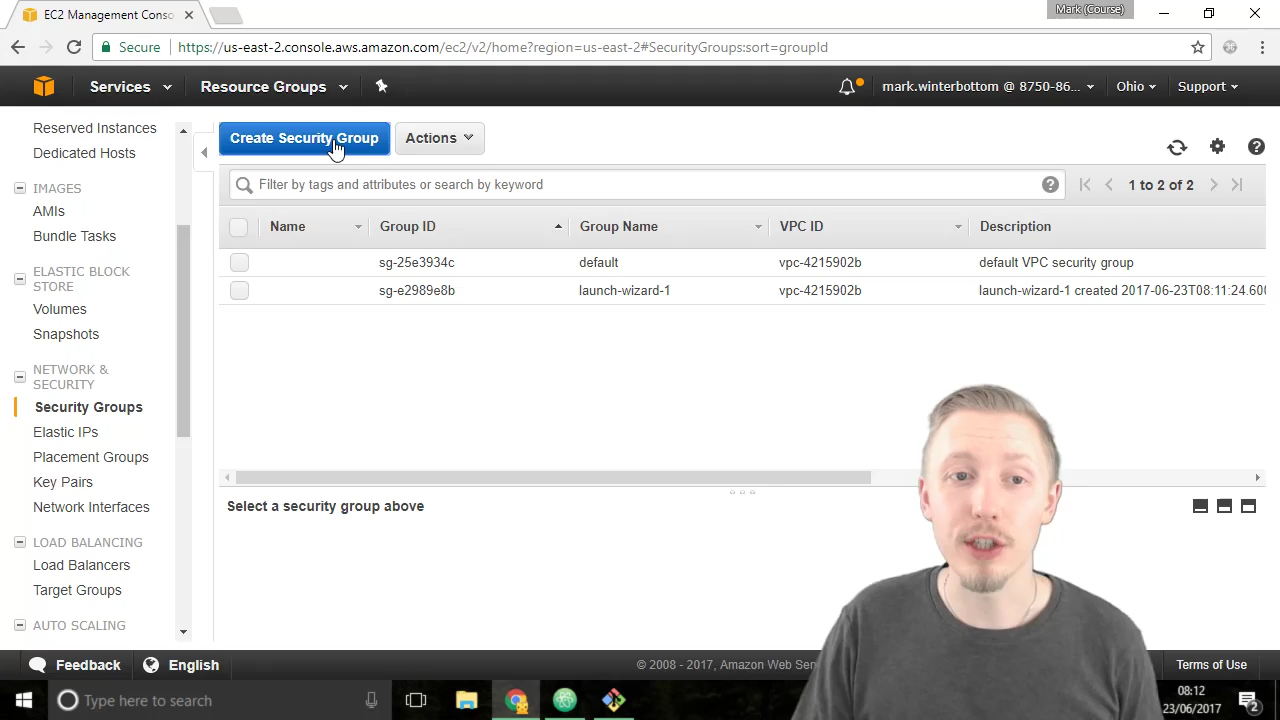 EC2 Management Conso
Mark (Course)
Secure
https://us-east-2.console.aws.amazon.com/ec2/v2/home?region=us-east-2#SecurityGroups:sort=groupId
Services
Resource Groups
mark.winterbottom @ 8750-86...
Ohio
Support
Reserved Instances
Dedicated Hosts
IMAGES
AMIs
Bundle Tasks
ELASTIC BLOCK
STORE
Volumes
Snapshots
NETWORK &
SECURITY
Security Groups
Elastic IPs
Placement Groups
Key Pairs
Network Interfaces
LOAD BALANCING
Load Balancers
Target Groups
AUTO SCALING
Create Security Group
Actions
Filter by tags and attributes or search by keyword
1 to 2 of 2
Name Group ID Group Name VPC ID Description
sg-25e3934c default vpc-4215902b default VPC security group
sg-e2989e8b launch-wizard-1 vpc-4215902b launch-wizard-1 created 2017-06-23T08:11:24.600
Select a security group above
Feedback
English
© 2008 - 2017, Amazon Web Ser
Terms of Use
Type here to search
08:12
23/06/2017
2